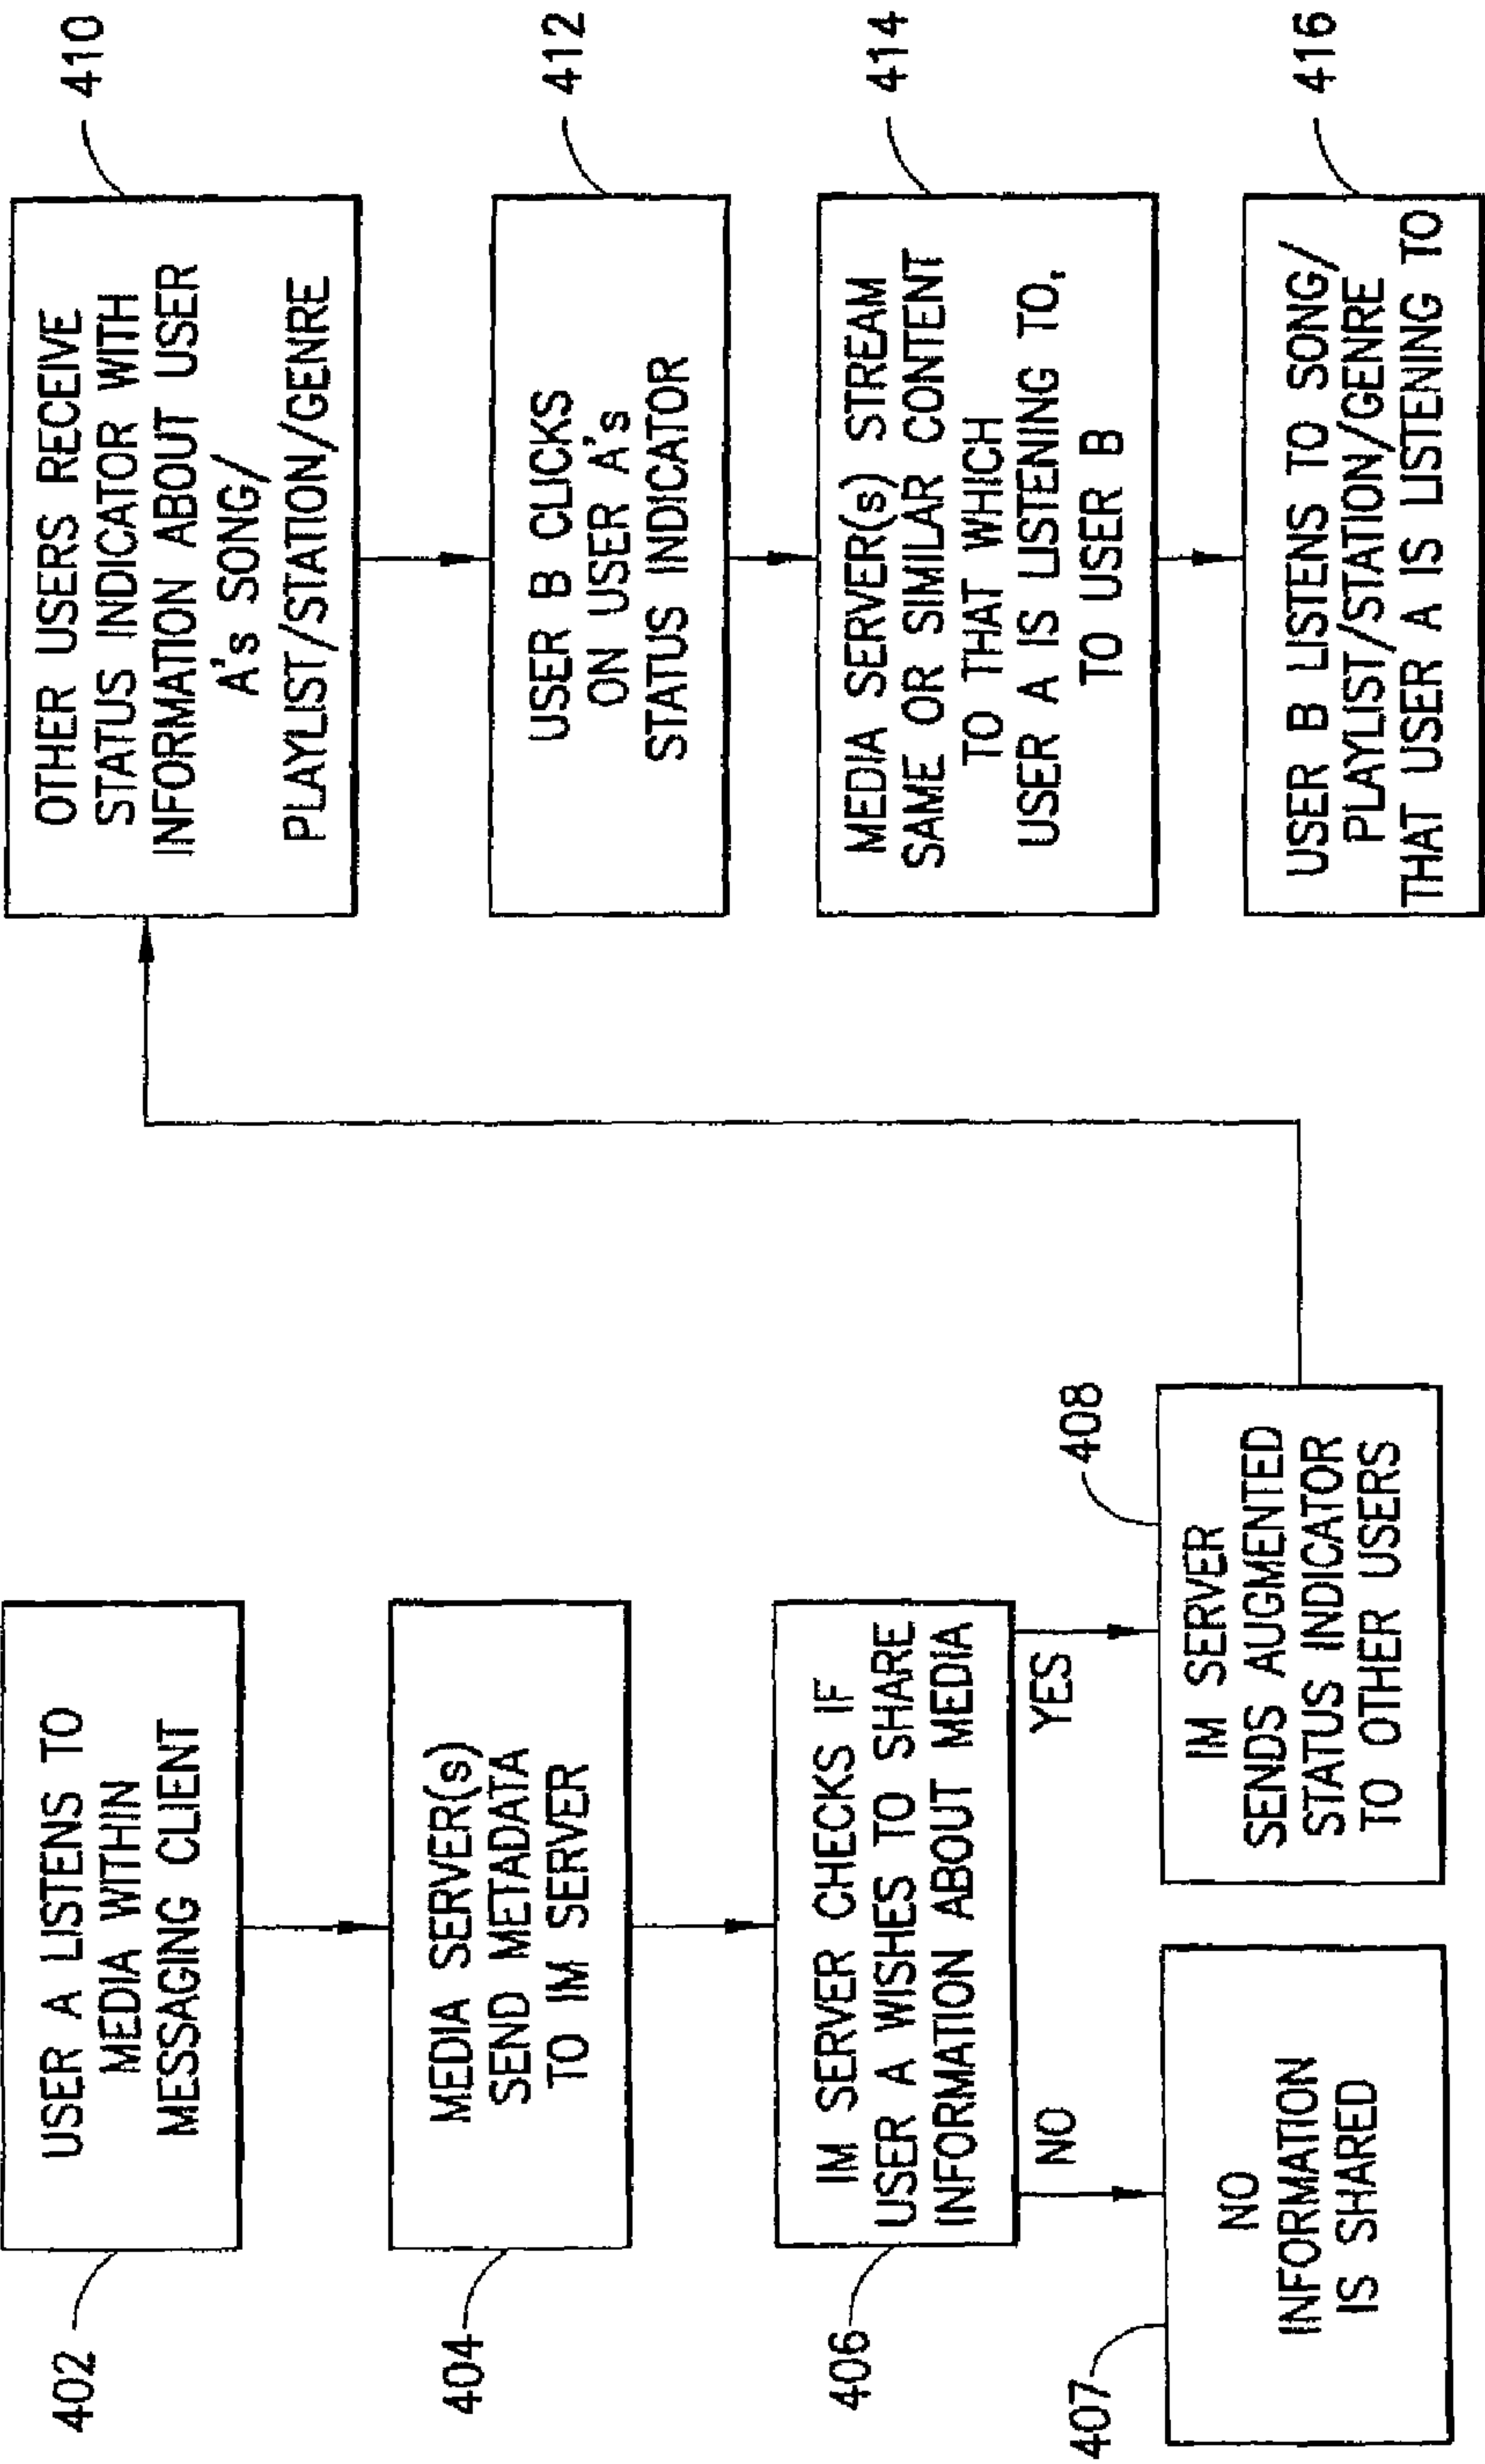 402
USER A LISTENS TO
MEDIA WITHIN
MESSAGING CLIENT
404
MEDIA SERVER(s)
SEND METADATA
TO IM SERVER
406
IM SERVER CHECKS IF
USER A WISHES TO SHARE
INFORMATION ABOUT MEDIA
NO
YES
407
NO
INFORMATION
IS SHARED
408
IM SERVER
SENDS AUGMENTED
STATUS INDICATOR
TO OTHER USERS
410
OTHER USERS RECEIVE
STATUS INDICATOR WITH
INFORMATION ABOUT USER
A's SONG/
PLAYLIST/STATION/GENRE
412
USER B CLICKS
ON USER A's
STATUS INDICATOR
414
MEDIA SERVER(s) STREAM
SAME OR SIMILAR CONTENT
TO THAT WHICH
USER A IS LISTENING TO,
TO USER B
416
USER B LISTENS TO SONG/
PLAYLIST/STATION/GENRE
THAT USER A IS LISTENING TO